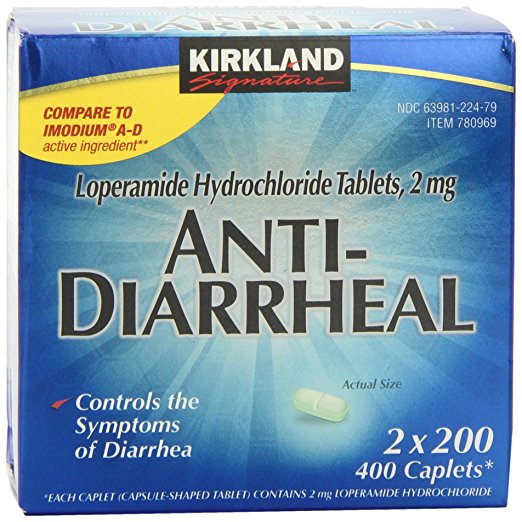 KIRKLAND
Signature
COMPARE TO
IMODIUM® A-D
active ingredient**
NDC 63981-224-79
ITEM 780969
Loperamide Hydrochloride Tablets, 2 mg
ANTI-
DIARRHEAL
Actual Size
Controls the
Symptoms
of Diarrhea
2 x 200
400 Caplets*
*EACH CAPLET (CAPSULE-SHAPED TABLET) CONTAINS 2 mg LOPERAMIDE HYDROCHLORIDE